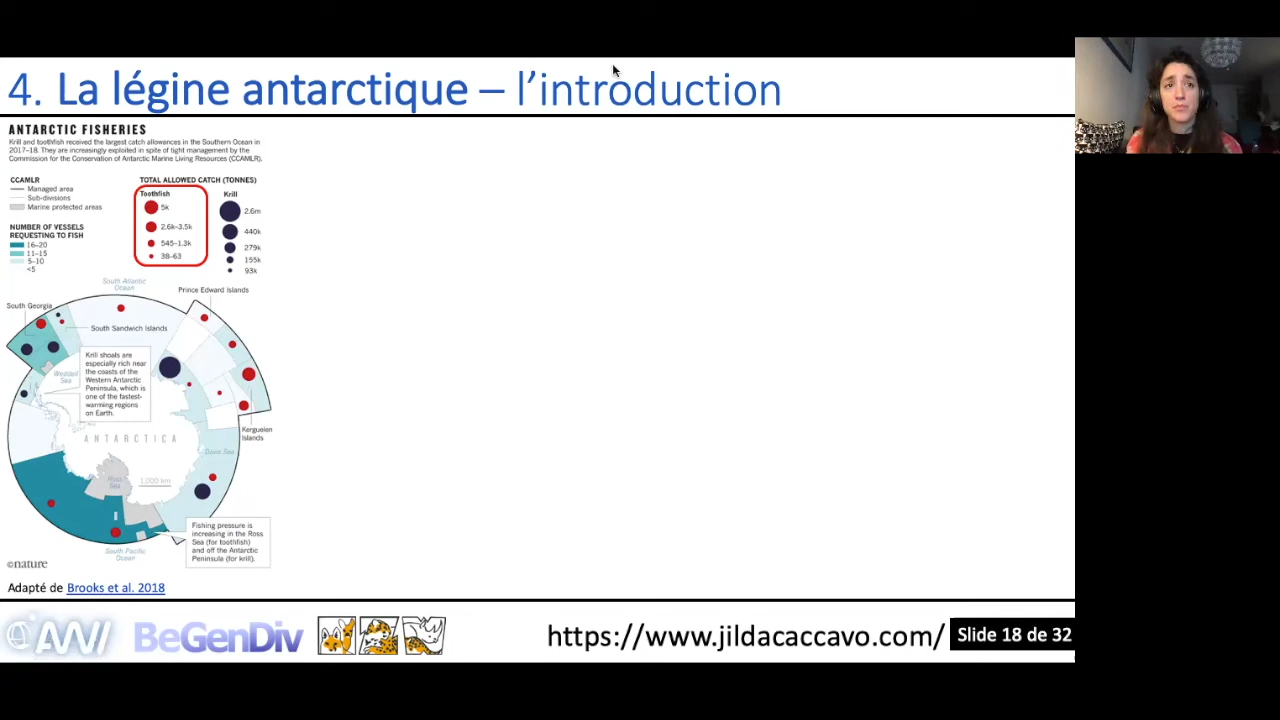 4. La légine antarctique – l’introduction
ANTARCTIC FISHERIES
Krill and toothfish received the largest catch allowances in the Southern Ocean in
2017–18. They are increasingly exploited in spite of tight management by the
Commission for the Conservation of Antarctic Marine Living Resources (CCAMLR).
CCAMLR
Managed area
Sub-divisions
Marine protected areas
NUMBER OF VESSELS
REQUESTING TO FISH
16–20
11–15
5–10
<5
TOTAL ALLOWED CATCH (TONNES)
Toothfish
5k
2.6k–3.5k
545–1.3k
38–63
Krill
2.6m
440k
279k
155k
93k
South Atlantic
Ocean
Prince Edward Islands
South Georgia
South Sandwich Islands
Krill shoals are
especially rich near
the coasts of the
Western Antarctic
Peninsula, which is
one of the fastest-
warming regions
on Earth.
Weddell
Sea
Kerguelen
Islands
ANTARCTICA
Davis Sea
Ross
Sea
1,000 km
Fishing pressure is
increasing in the Ross
Sea (for toothfish)
and off the Antarctic
Peninsula (for krill).
South Pacific
Ocean
©nature
Adapté de Brooks et al. 2018
AWI
BeGenDiv
https://www.jildacaccavo.com/
Slide 18 de 32